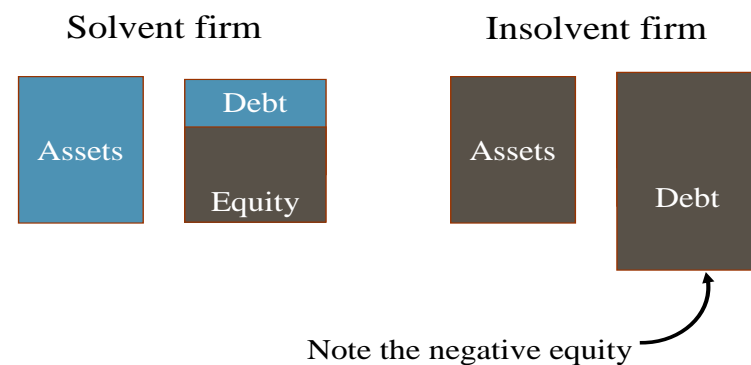 Solvent firm
Insolvent firm
Assets
Debt
Equity
Assets
Debt
Note the negative equity